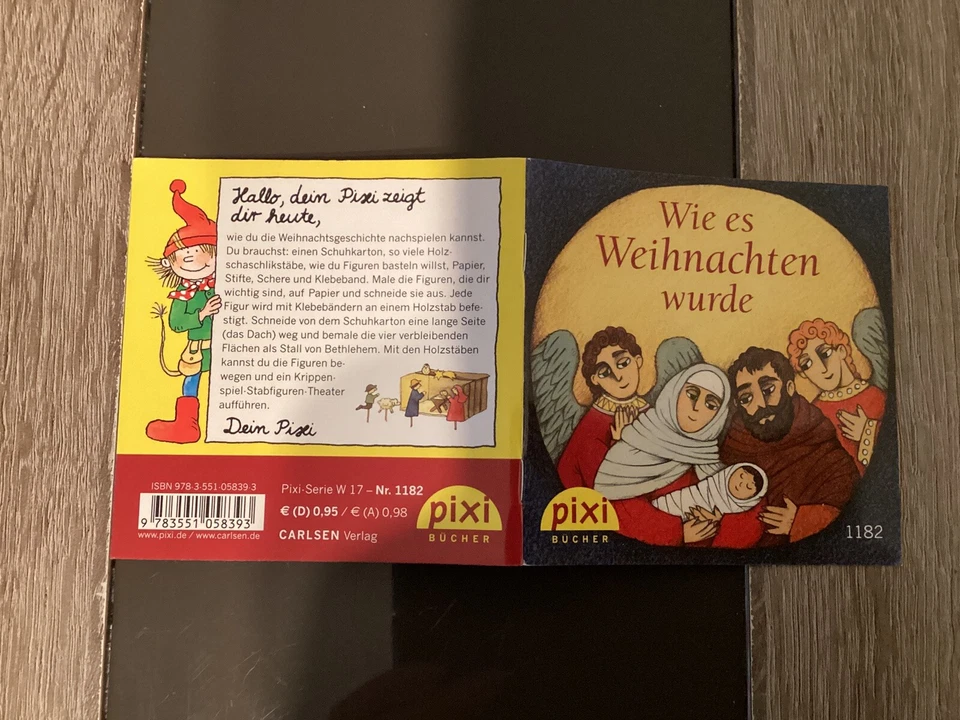 Hallo, dein Pixi zeigt
dir heute,
wie du die Weihnachtsgeschichte nachspielen kannst.
Du brauchst: einen Schuhkarton, so viele Holz-
schaschlikstäbe, wie du Figuren basteln willst, Papier,
Stifte, Schere und Klebeband. Male die Figuren, die dir
wichtig sind, auf Papier und schneide sie aus. Jede
Figur wird mit Klebebändern an einem Holzstab befe-
stigt. Schneide von dem Schuhkarton eine lange Seite
(das Dach) weg und bemale die vier verbleibenden
Flächen als Stall von Bethlehem. Mit den Holzstäben
kannst du die Figuren be-
wegen und ein Krippen-
spiel-Stabfiguren-Theater
aufführen.
Dein Pixi
ISBN 978-3-551-05839-3
9 783551 058393
www.pixi.de / www.carlsen.de
Pixi-Serie W 17 – Nr. 1182
€ (D) 0,95 / € (A) 0,98
CARLSEN Verlag
pixi
BÜCHER
Wie es
Weihnachten
wurde
pixi
BÜCHER
1182